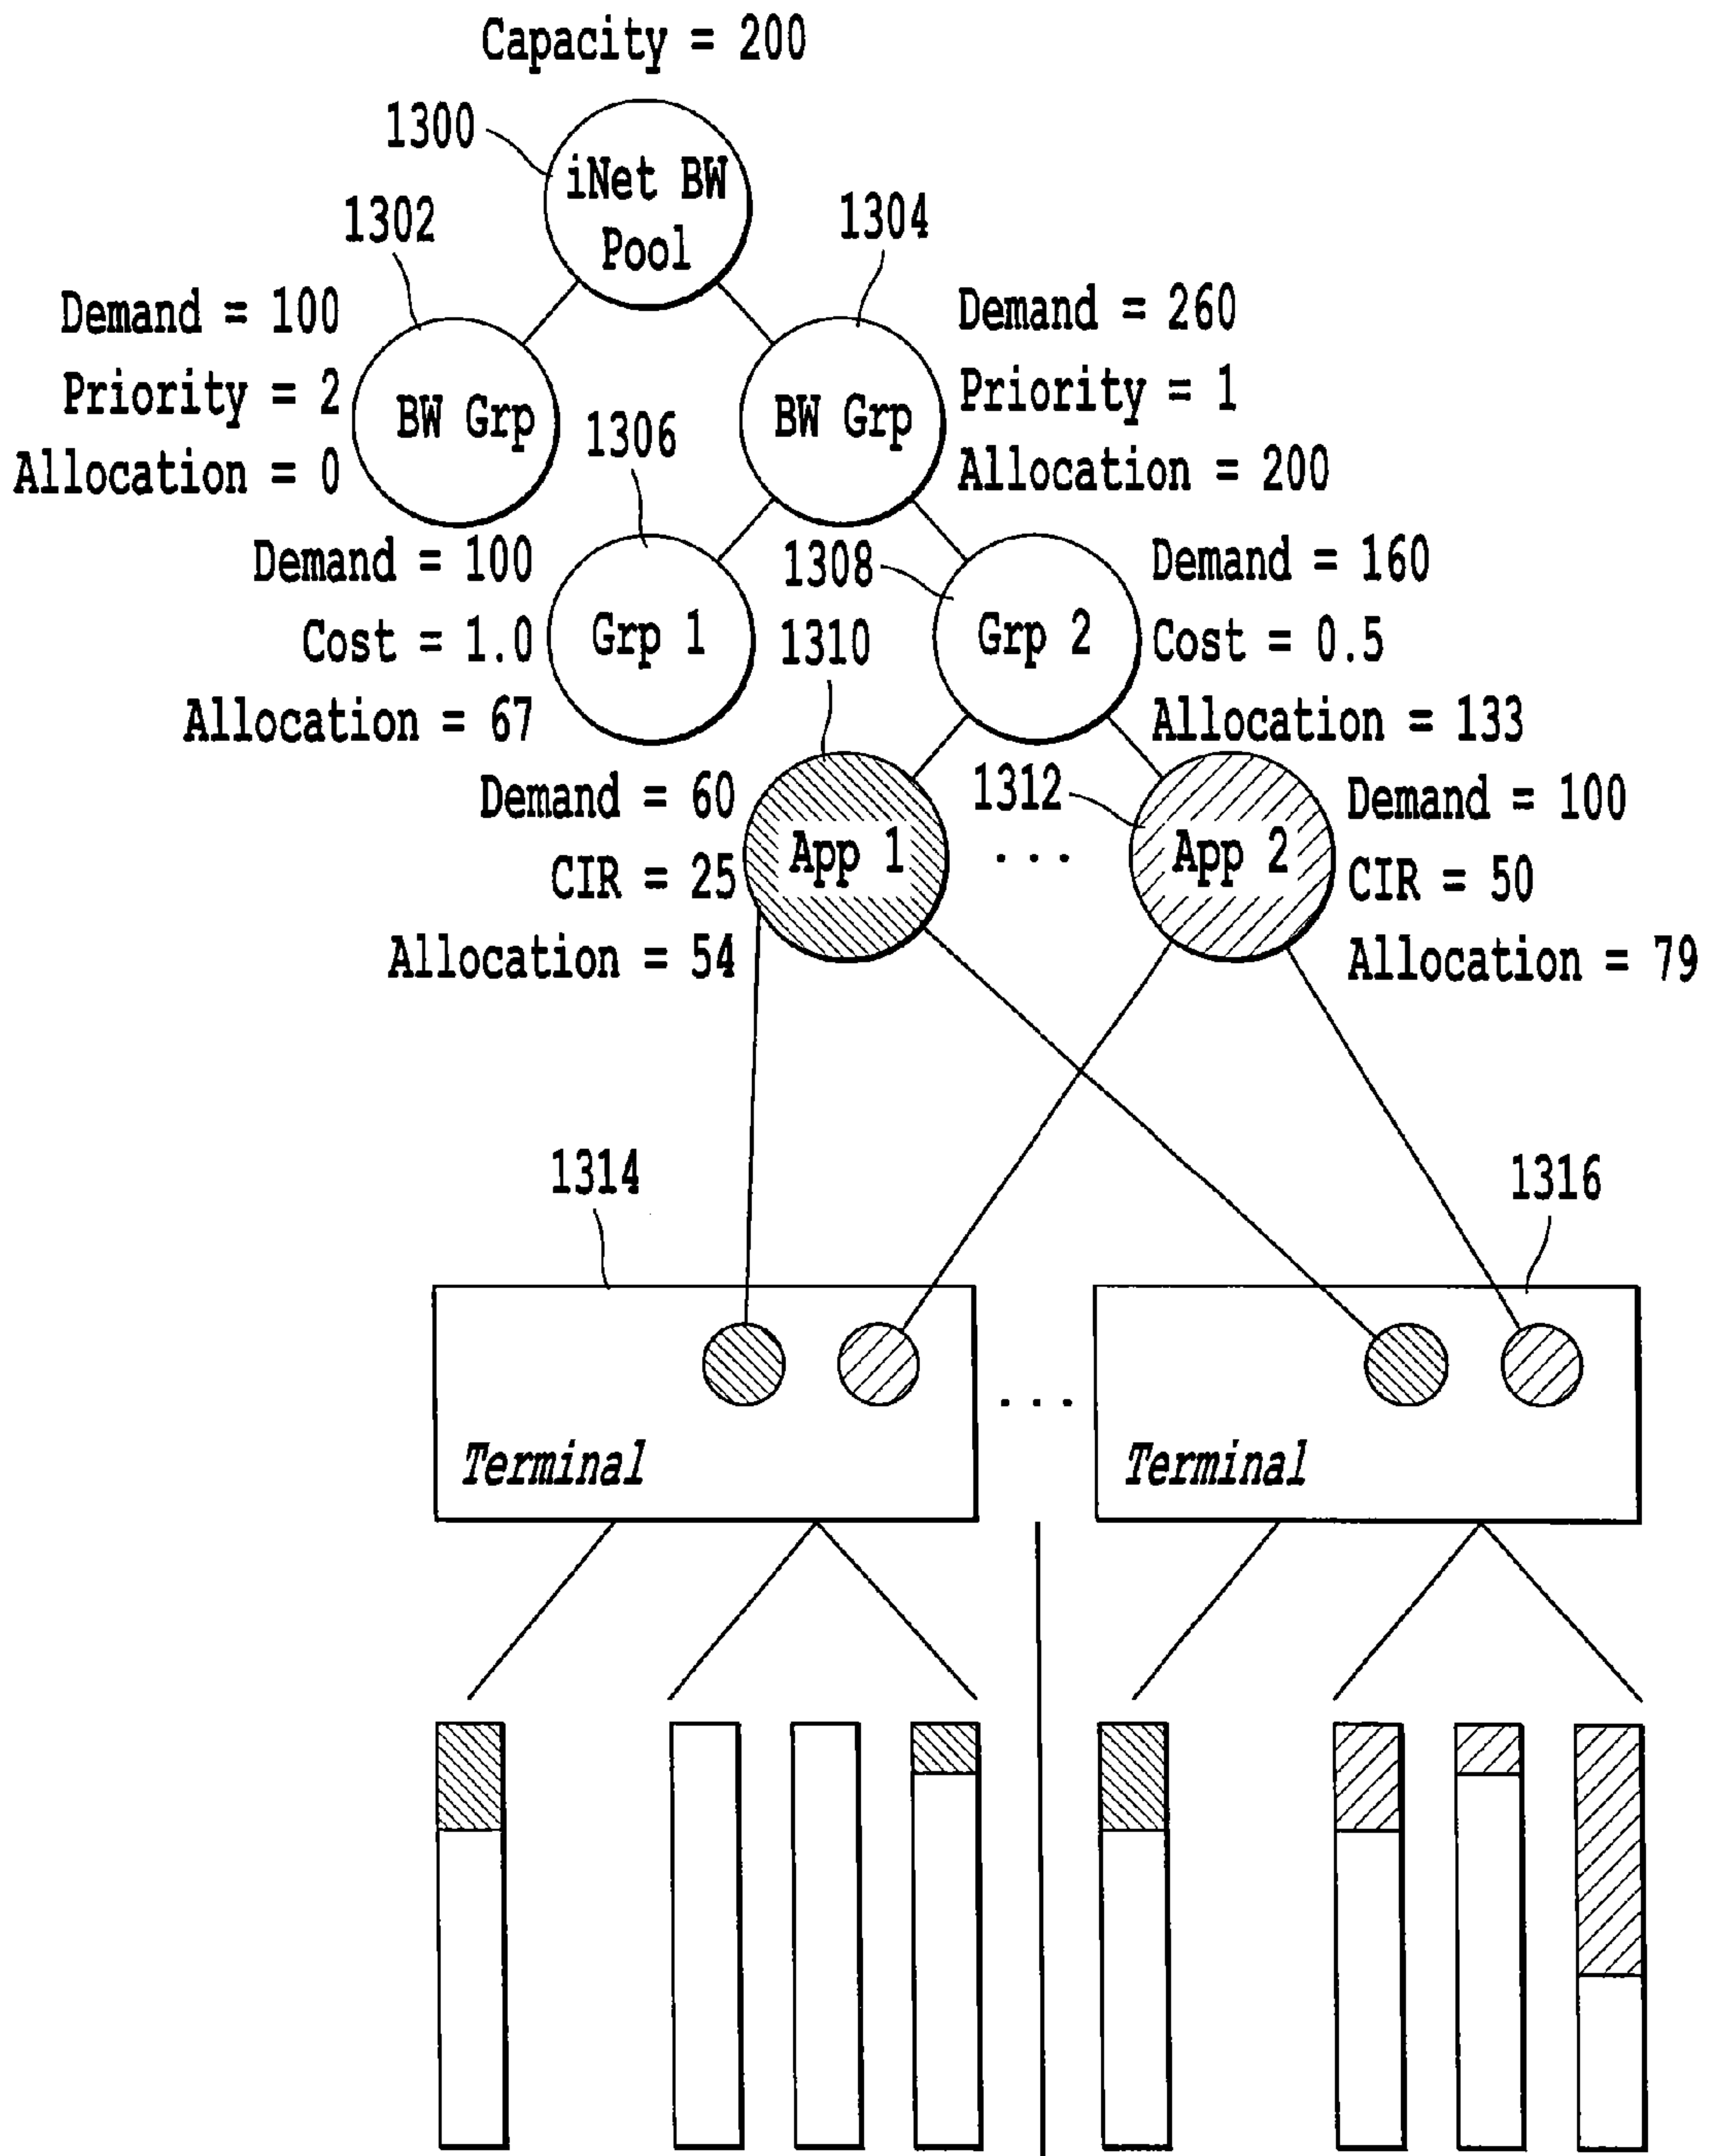 Capacity = 200
1300
iNet BW
Pool
1302
1304
Demand = 100
Priority = 2
Allocation = 0
BW Grp
BW Grp
Demand = 260
Priority = 1
Allocation = 200
1306
Demand = 100
Cost = 1.0
Allocation = 67
Grp 1
1308
Grp 2
Demand = 160
Cost = 0.5
Allocation = 133
1310
Demand = 60
CIR = 25
Allocation = 54
App 1
. . .
1312
App 2
Demand = 100
CIR = 50
Allocation = 79
1314
1316
Terminal
. . .
Terminal